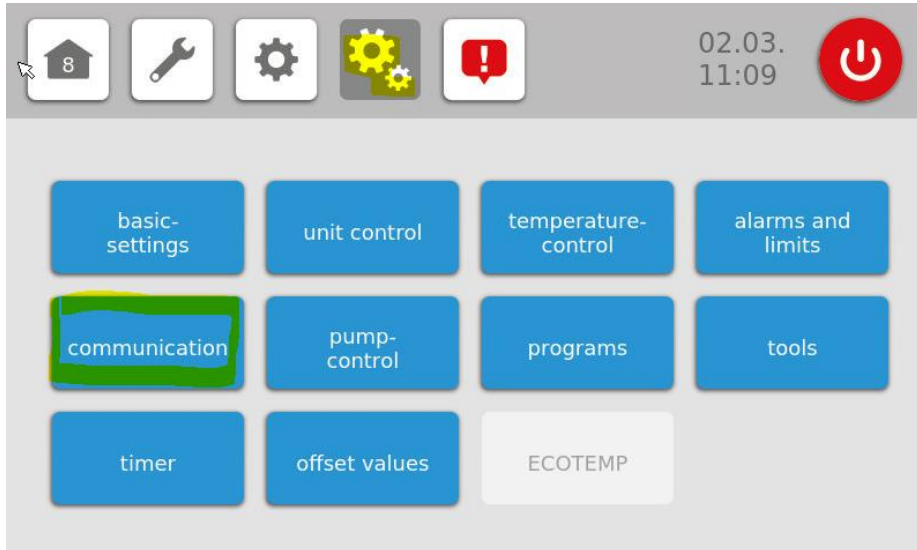 8
!
02.03.
11:09
basic-
settings
unit control
temperature-
control
alarms and
limits
communication
pump-
control
programs
tools
timer
offset values
ECOTEMP